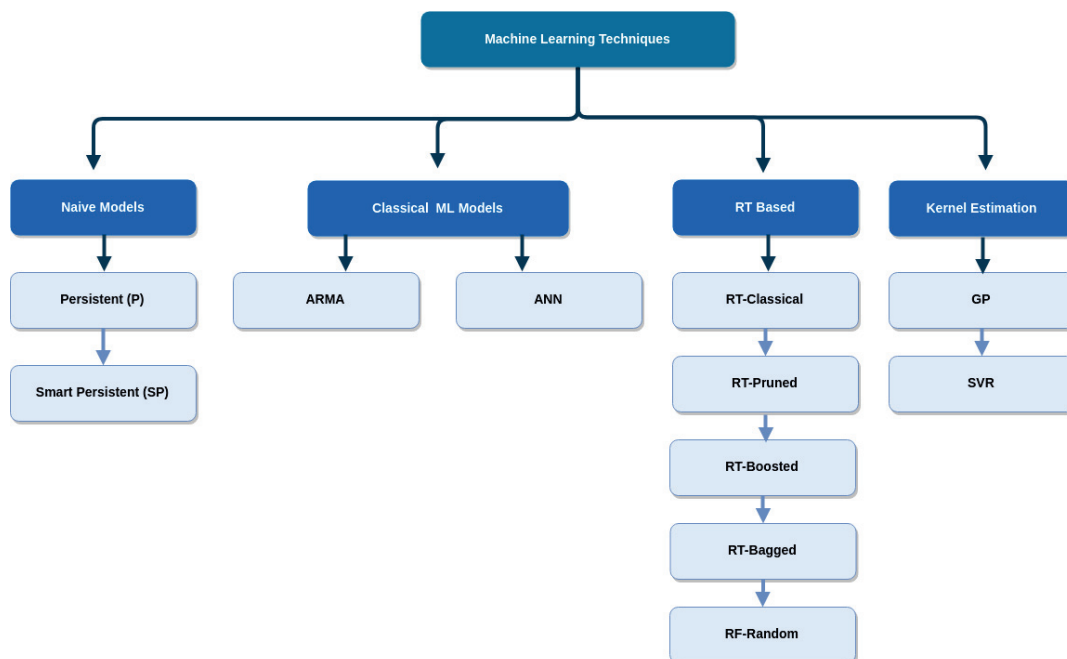 Machine Learning Techniques
Naive Models
Classical ML Models
RT Based
Kernel Estimation
Persistent (P)
ARMA
ANN
RT-Classical
GP
Smart Persistent (SP)
RT-Pruned
SVR
RT-Boosted
RT-Bagged
RF-Random